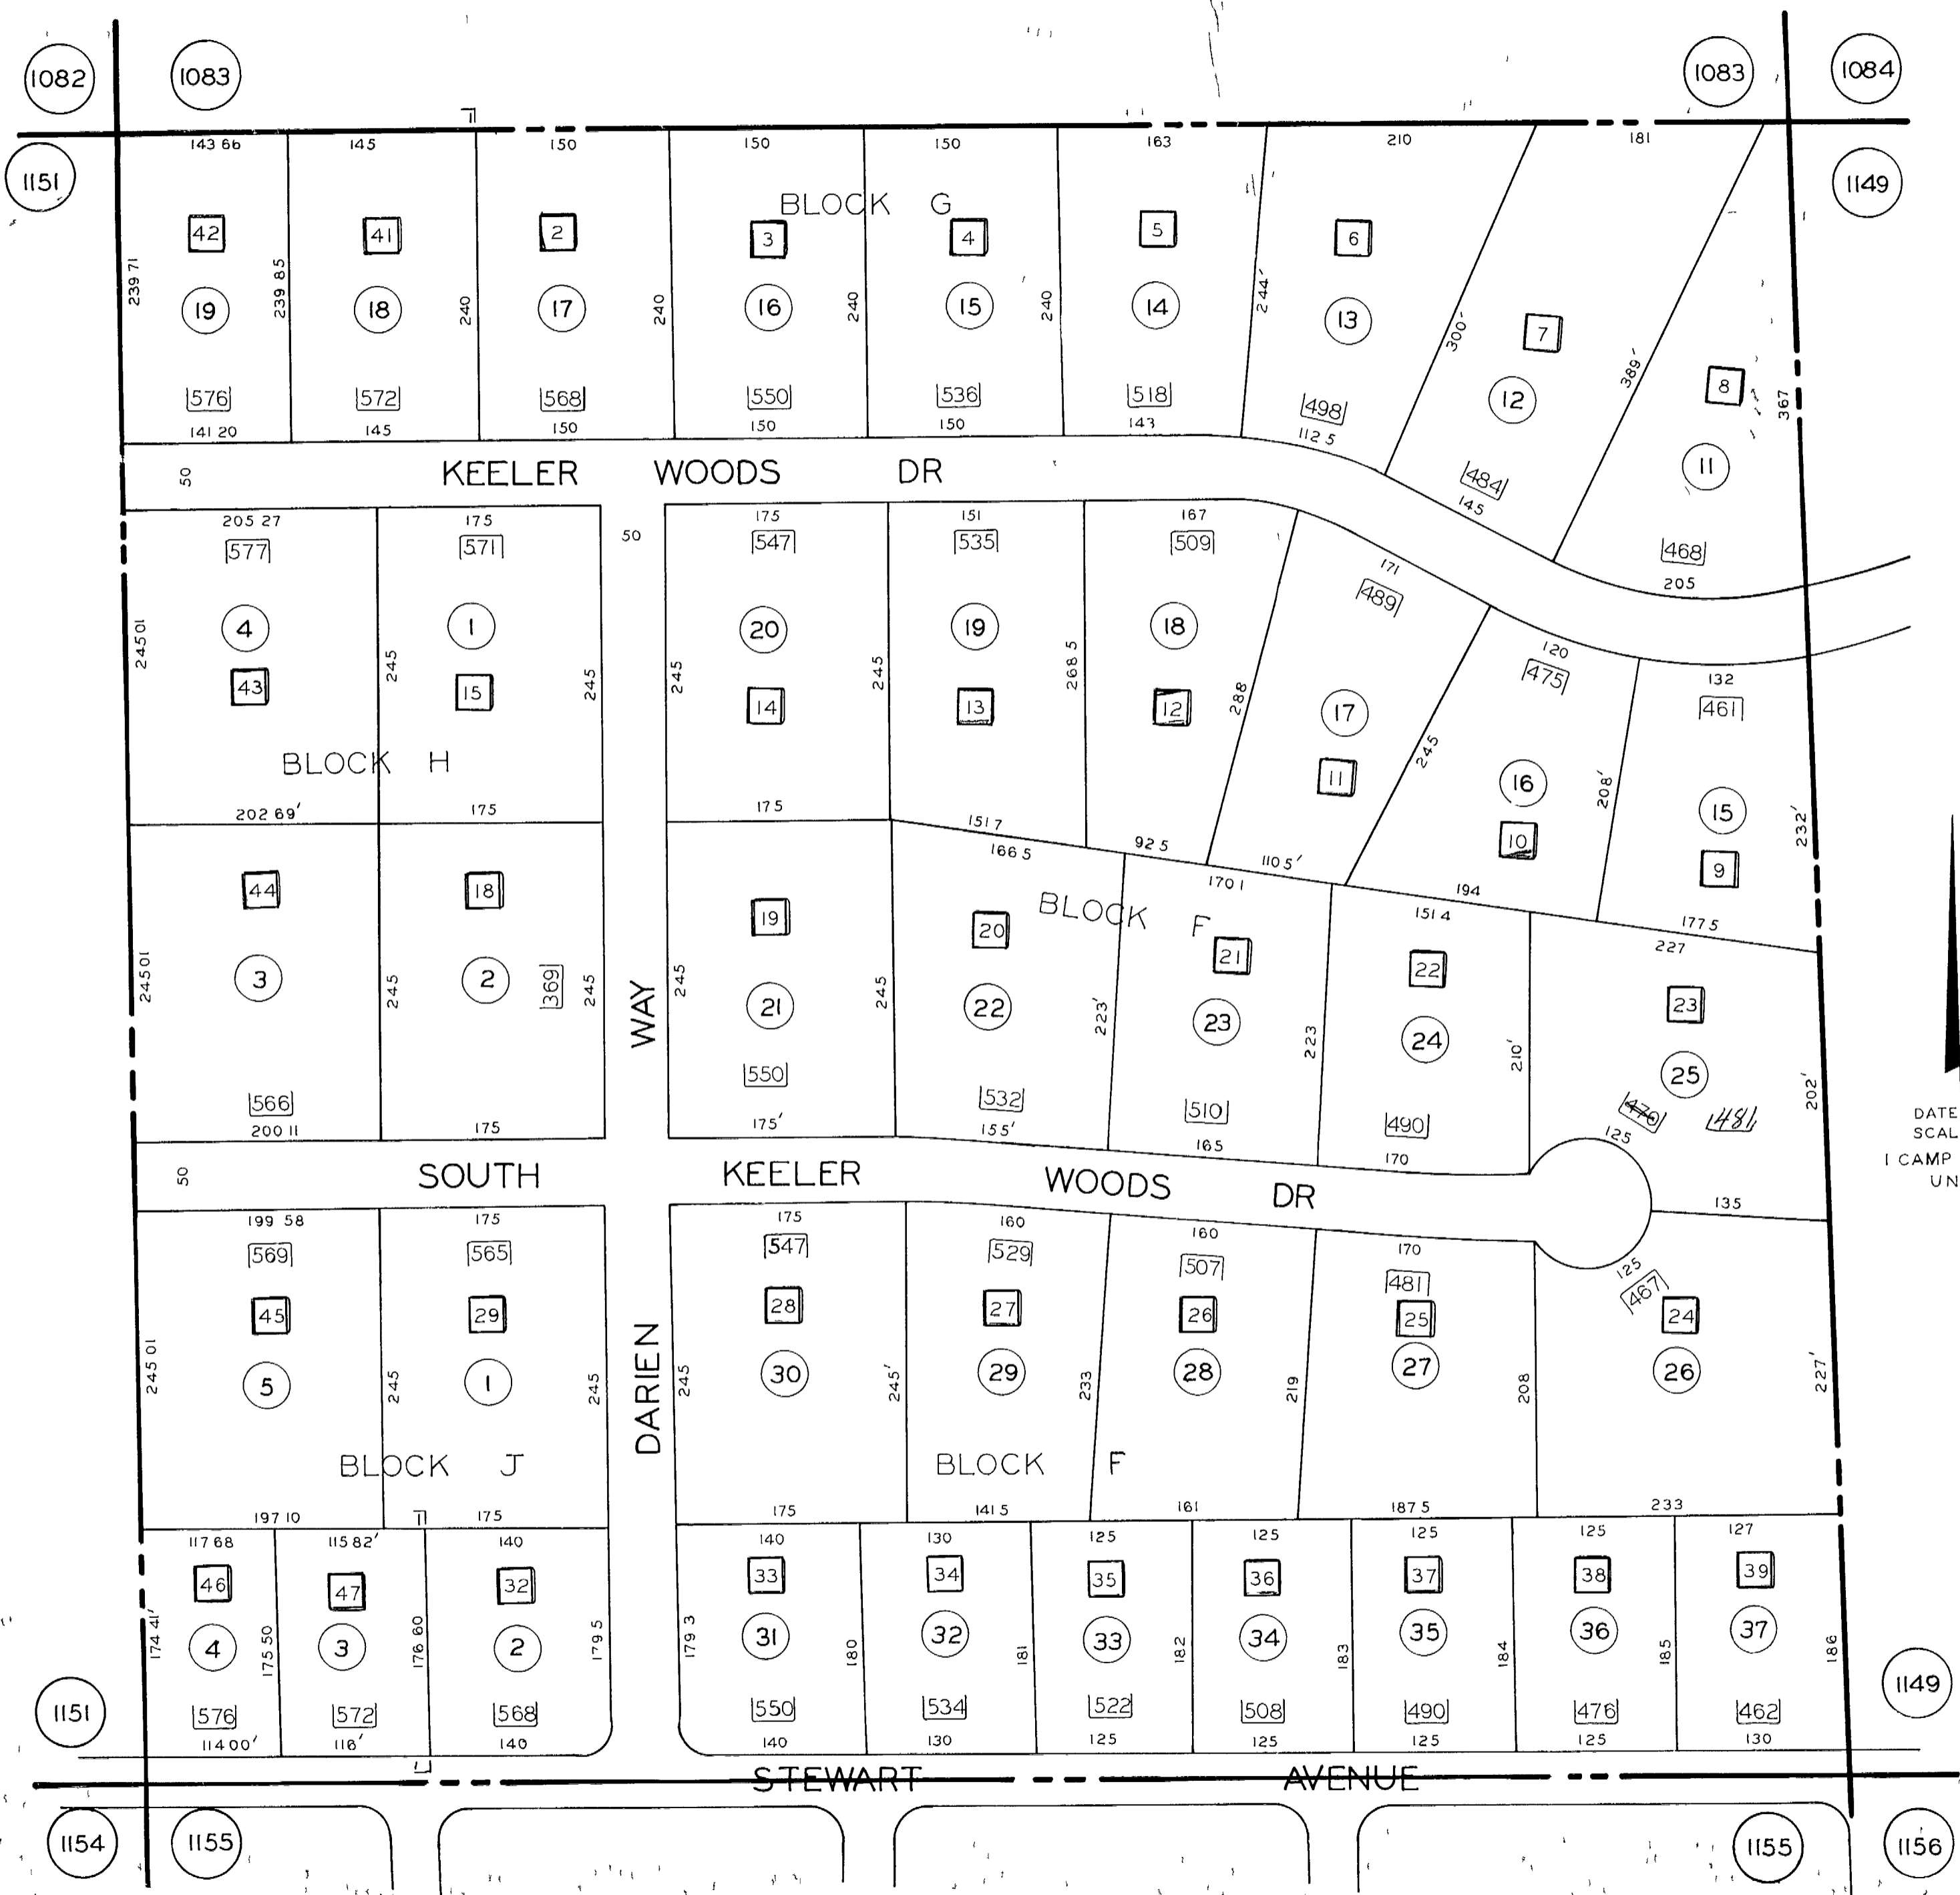 1082 1083 1083 1084
1151 1149
143 66 145 150 150 150 163 210 181
BLOCK G
42 41 2 3 4 5 6 7 8
239 71 239 85 240 240 240 240 244' 300' 389' 367
19 18 17 16 15 14 13 12 11
576 572 568 550 536 518 498 484 468
141 20 145 150 150 150 143 112 5 145 205
50 KEELER WOODS DR
205 27 175 50 175 151 167 171 120 132
577 571 547 535 509 489 475 461
4 1 20 19 18 17 16 15
245 01 245 245 245 245 268 5 288 245 208' 232'
43 15 14 13 12 11 10 9
BLOCK H
202 69' 175 175 151 7 92 5 110 5' 194 177 5
166 5 170 1 151 4 227
BLOCK F
44 18 19 20 21 22 23
3 2 21 22 23 24 25
245 01 245 369 245 245 245 223' 223 210' 202'
WAY
566 550 532 510 490 470 481
200 11 175 175' 155' 165 170 125
DATE
SCAL
1 CAMP
UN
50 SOUTH KEELER WOODS DR
135
199 58 175 175 160 160 170 125
569 565 547 529 507 481 467
45 29 28 27 26 25 24
5 1 30 29 28 27 26
245 01 245 245 245 245' 233 219 208 227'
DARIEN
BLOCK J BLOCK F
197 10 175 175 141 5 161 187 5 233
117 68 115 82' 140 140 130 125 125 125 125 127
46 47 32 33 34 35 36 37 38 39
4 3 2 31 32 33 34 35 36 37
174 41' 175 50 176 60 179 5 179 3 180 181 182 183 184 185 186
1151 1149
576 572 568 550 534 522 508 490 476 462
114 00' 116' 140 140 130 125 125 125 125 130
STEWART AVENUE
1154 1155 1155 1156